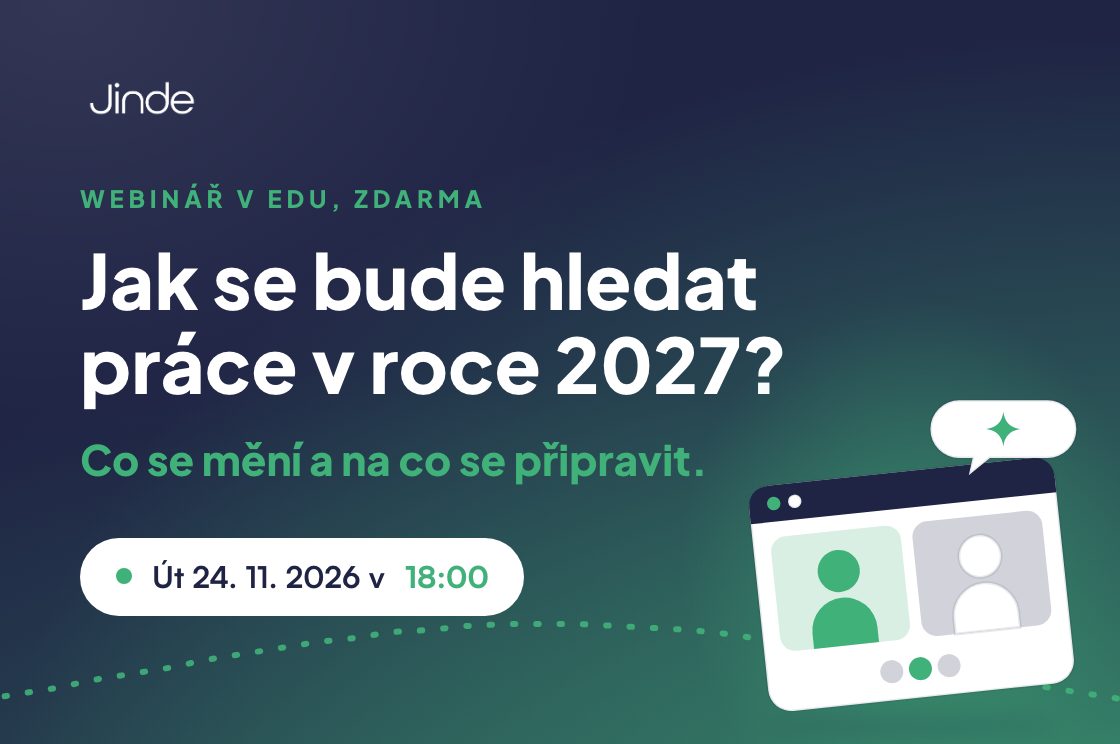 Jinde
WEBINÁŘ V EDU, ZDARMA
Jak se bude hledat
práce v roce 2027?
Co se mění a na co se připravit.
Út 24. 11. 2026 v 18:00